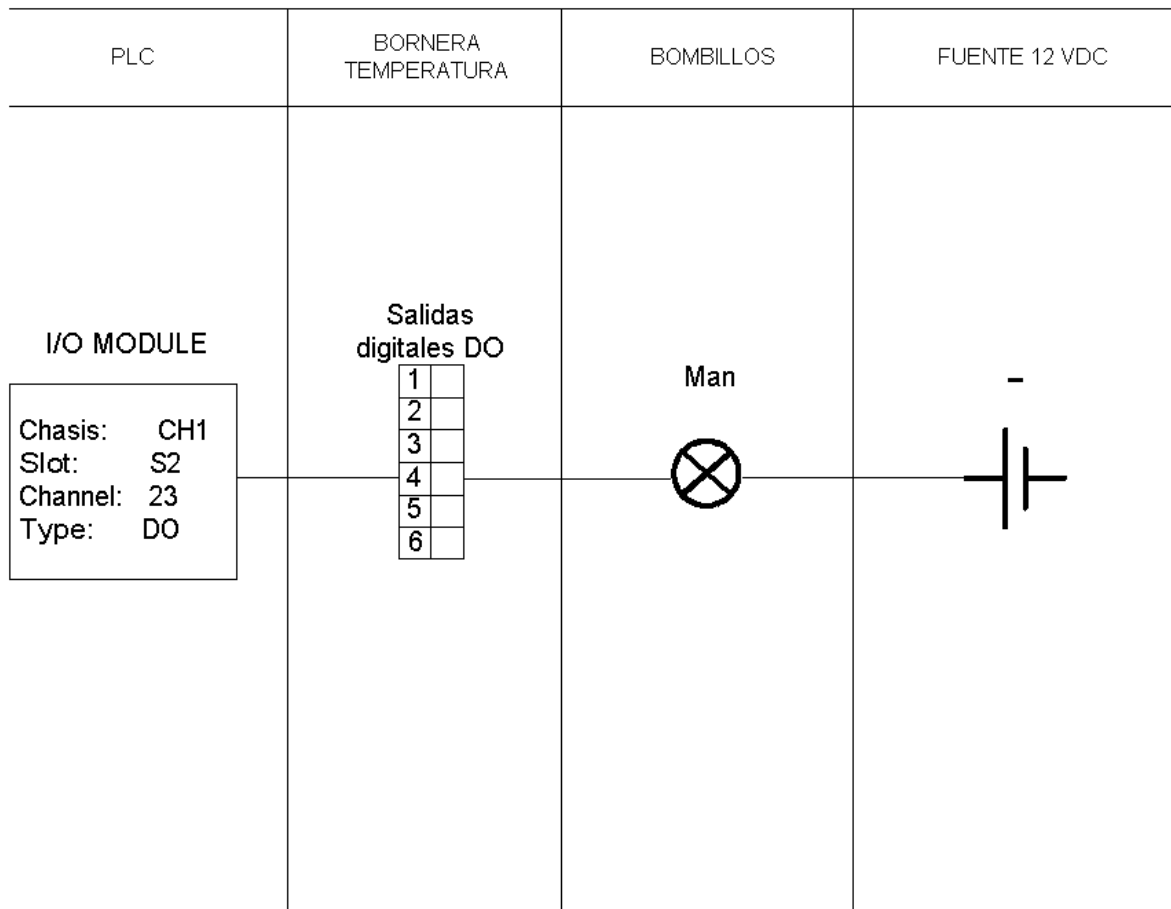 PLC
BORNERA
TEMPERATURA
BOMBILLOS
FUENTE 12 VDC
I/O MODULE
Chasis: CH1
Slot: S2
Channel: 23
Type: DO
Salidas
digitales DO
1
2
3
4
5
6
Man
-